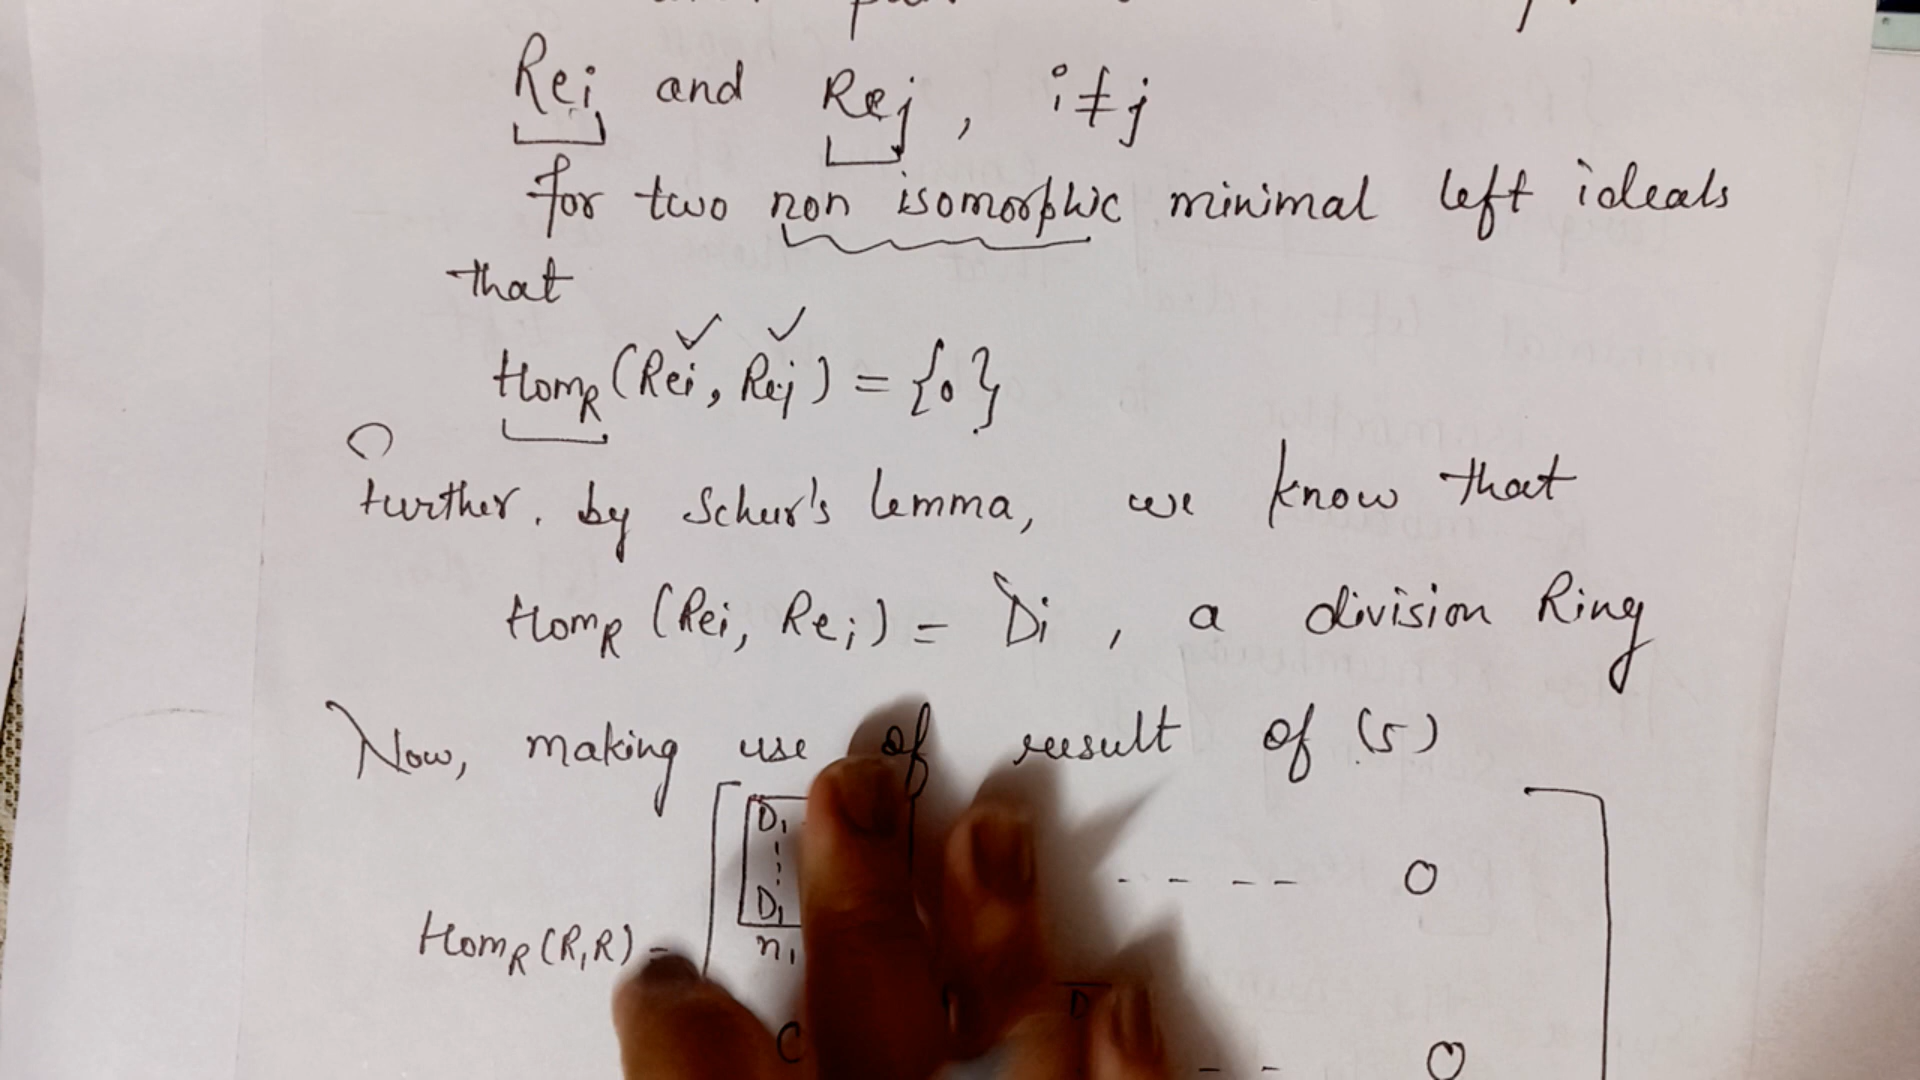 Rei and Rej , i≠j
for two non isomorphic minimal left ideals
that
HomR (Rei, Rej) = {0}
Further. by Schur's lemma, we know that
HomR (Rei, Rei) = Di , a division Ring
Now, making use of result of (5)
D1
D1
n1
---- 0
HomR (R,R) =
D
-- 0